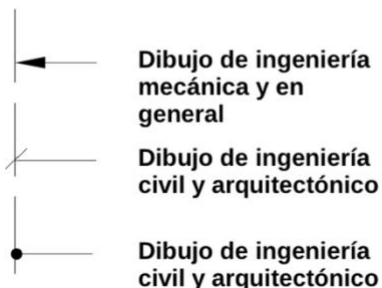 Dibujo de ingeniería
mecánica y en
general
Dibujo de ingeniería
civil y arquitectónico
Dibujo de ingeniería
civil y arquitectónico